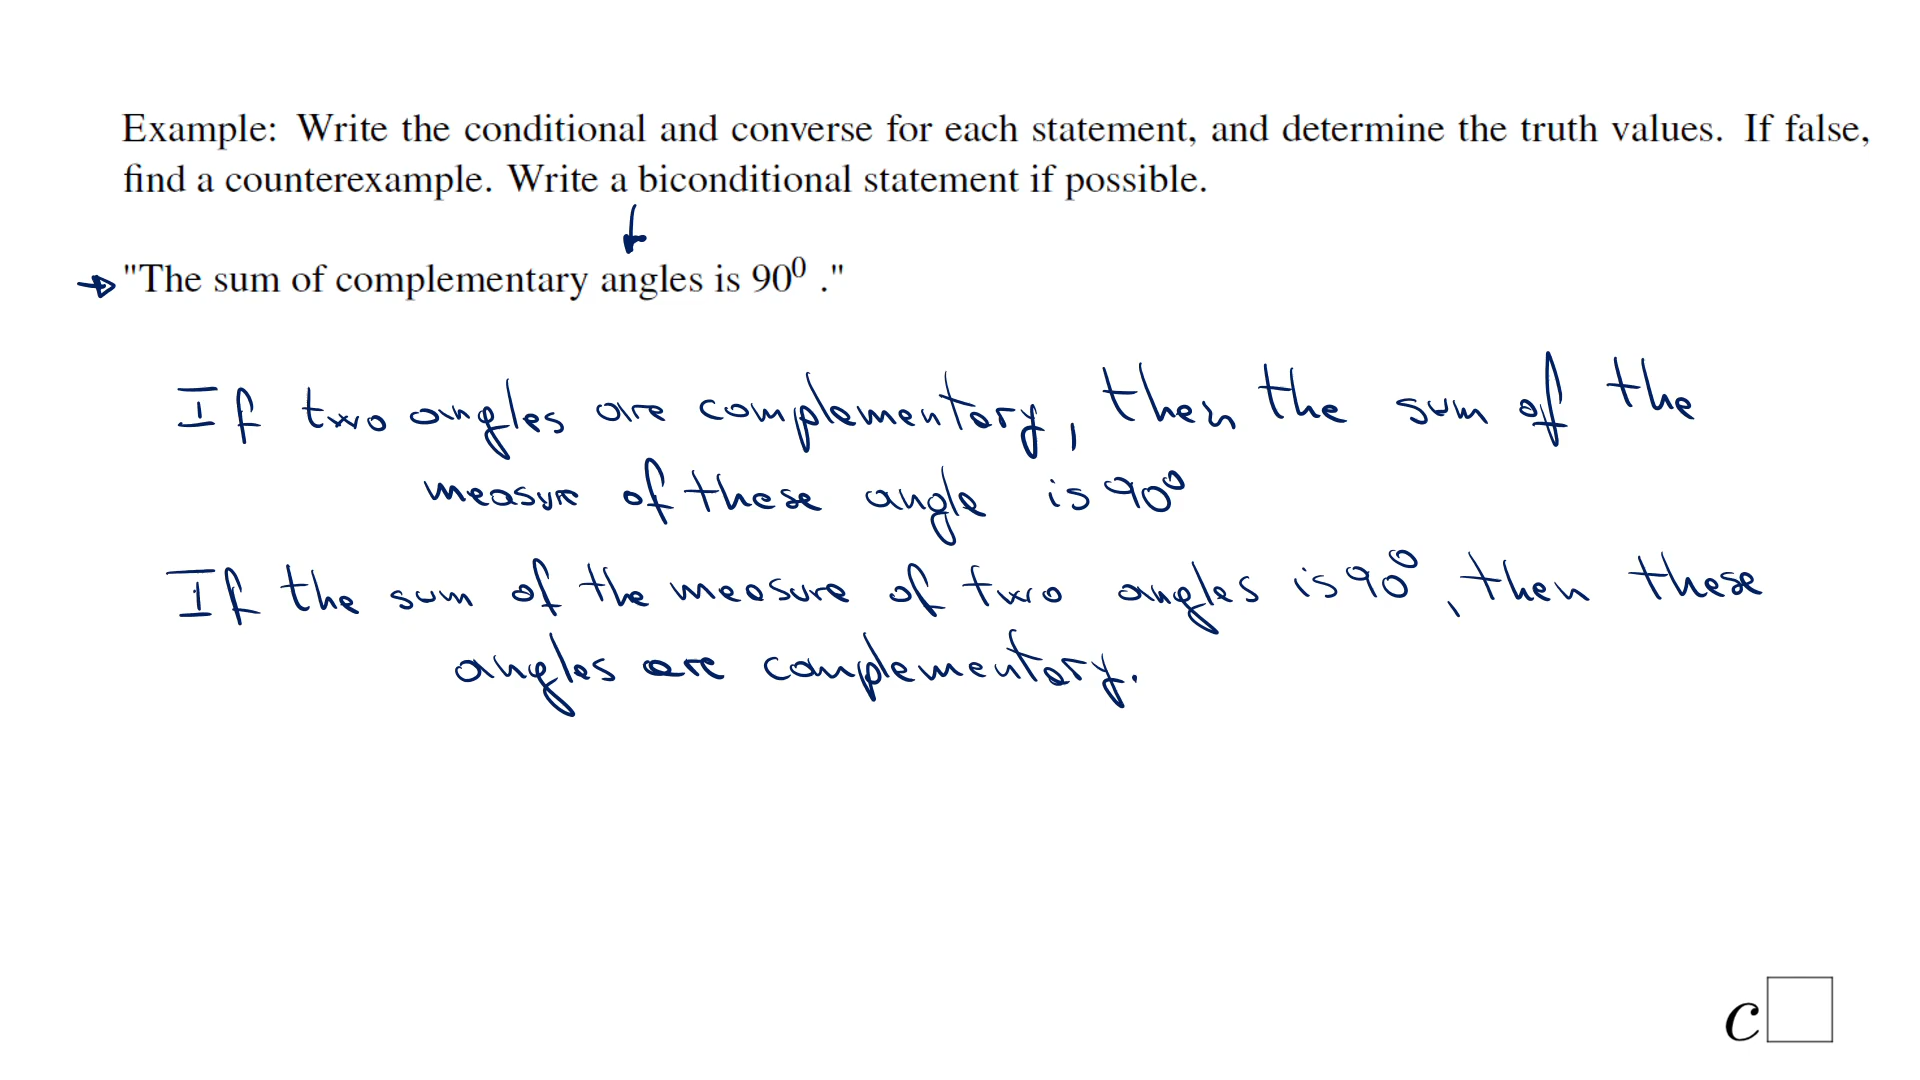 Example: Write the conditional and converse for each statement, and determine the truth values. If false,
find a counterexample. Write a biconditional statement if possible.
"The sum of complementary angles is 90⁰ ."
If two angles are complementary, then the sum of the
measure of these angle is 90⁰
If the sum of the measure of two angles is 90⁰, then these
angles are complementary.
c